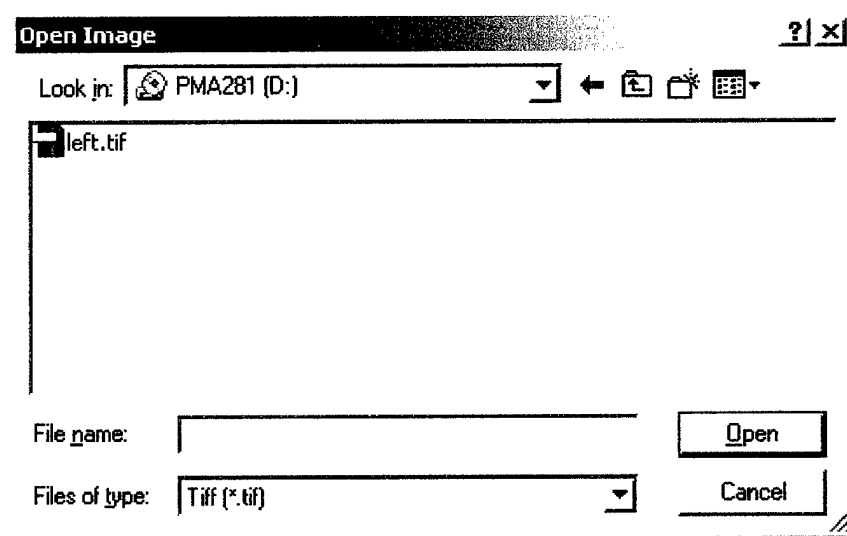 Open Image
? ×
Look in: PMA281 (D:)
left.tif
File name:
Open
Files of type: Tiff (*.tif)
Cancel